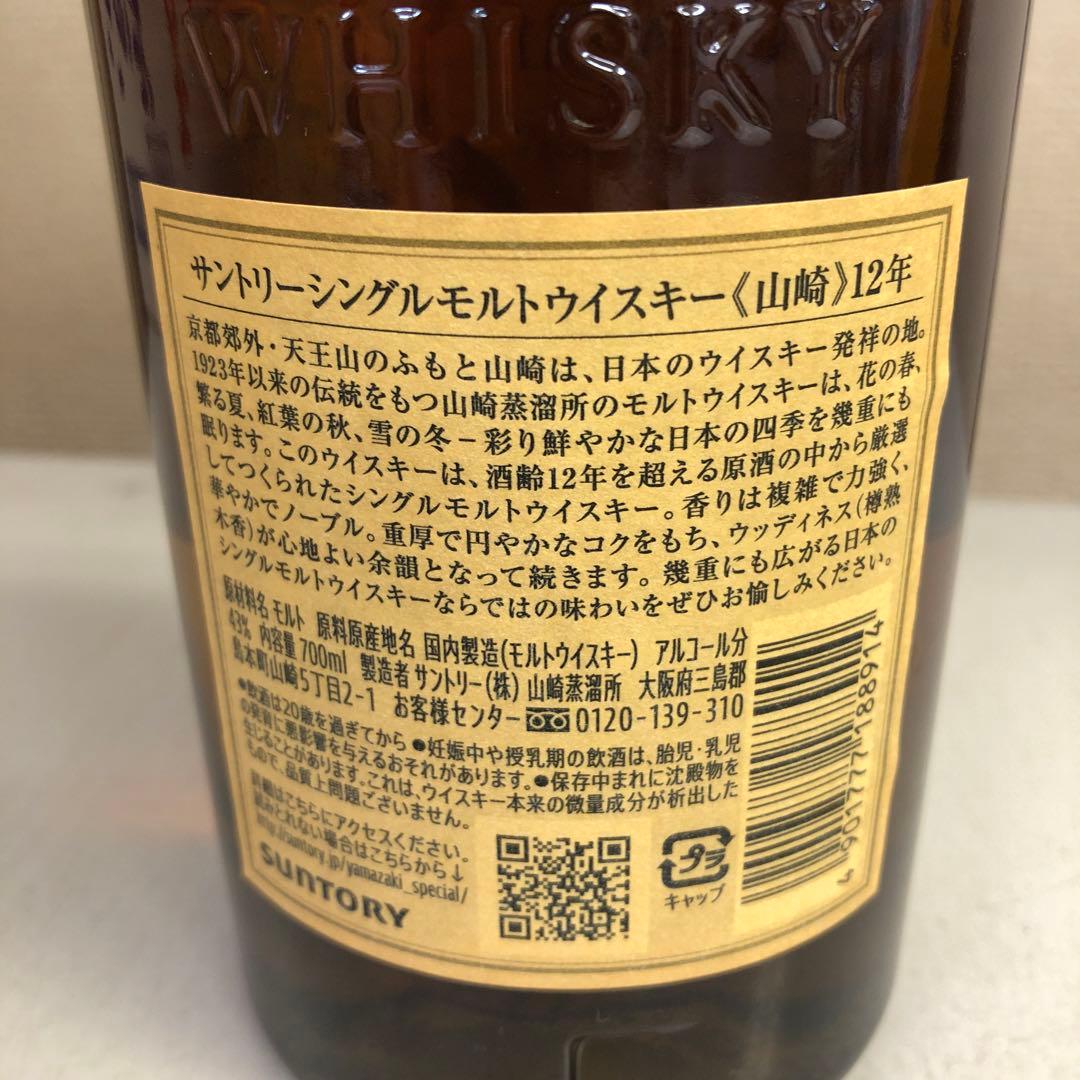 WHISKY
サントリーシングルモルトウイスキー《山崎》12年
京都郊外・天王山のふもと山崎は、日本のウイスキー発祥の地。
1923年以来の伝統をもつ山崎蒸溜所のモルトウイスキーは、花の春、
繁る夏、紅葉の秋、雪の冬－彩り鮮やかな日本の四季を幾重にも
眠ります。このウイスキーは、酒齢12年を超える原酒の中から厳選
してつくられたシングルモルトウイスキー。香りは複雑で力強く、
華やかでノーブル。重厚で円やかなコクをもち、ウッディネス（樽熟
木香）が心地よい余韻となって続きます。幾重にも広がる日本の
シングルモルトウイスキーならではの味わいをぜひお愉しみください。
原材料名 モルト 原料原産地名 国内製造（モルトウイスキー） アルコール分
43% 内容量700ml 製造者 サントリー（株） 山崎蒸溜所 大阪府三島郡
島本町山崎5丁目2-1 お客様センター 0120-139-310
●飲酒は20歳を過ぎてから ●妊娠中や授乳期の飲酒は、胎児・乳児
の発育に悪影響を与えるおそれがあります。●保存中まれに沈殿物を
生じることがあります。これは、ウイスキー本来の微量成分が析出した
もので、品質上問題ございません。
詳細はこちらにアクセスください。
読みとれない場合はこちらから↓
http://suntory.jp/yamazaki_special/
SUNTORY
プラ
キャップ
4 901777 188914